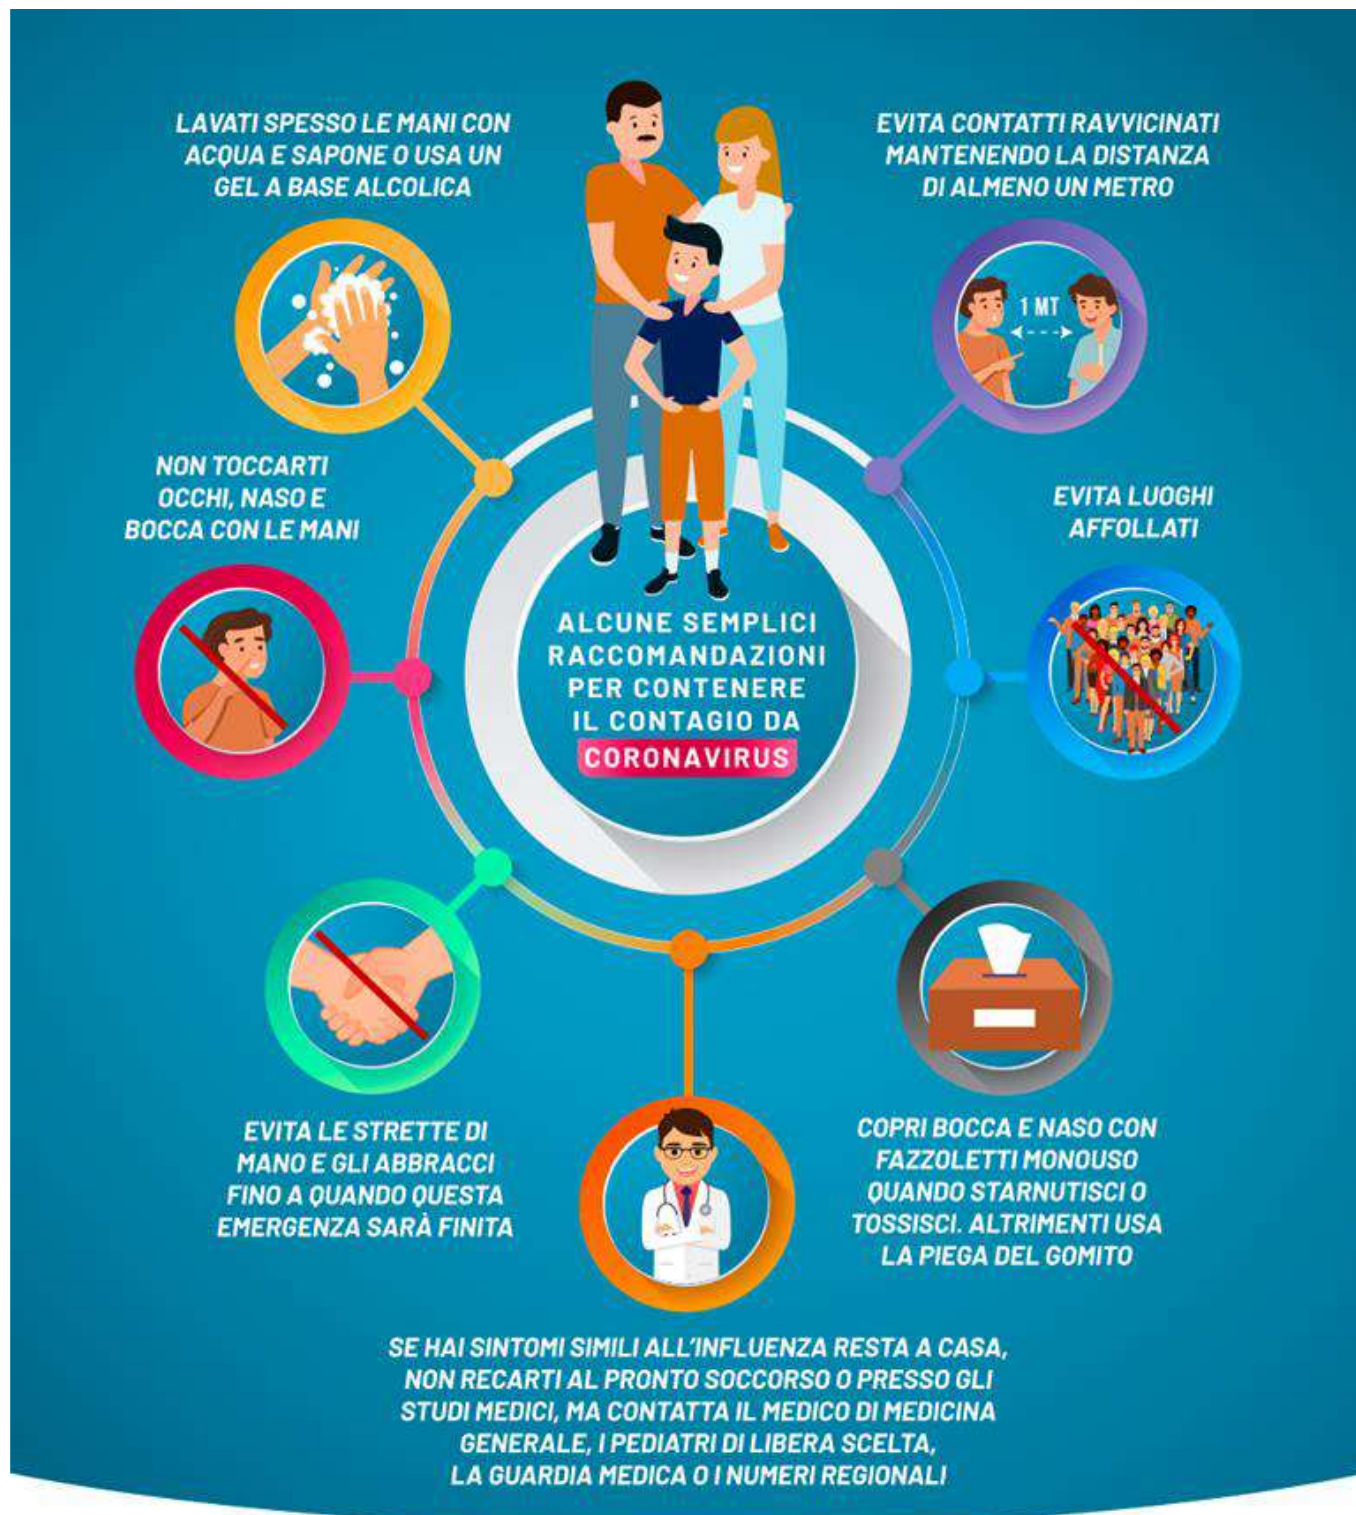 LAVATI SPESSO LE MANI CON
ACQUA E SAPONE O USA UN
GEL A BASE ALCOLICA
EVITA CONTATTI RAVVICINATI
MANTENENDO LA DISTANZA
DI ALMENO UN METRO
1 MT
NON TOCCARTI
OCCHI, NASO E
BOCCA CON LE MANI
EVITA LUOGHI
AFFOLLATI
ALCUNE SEMPLICI
RACCOMANDAZIONI
PER CONTENERE
IL CONTAGIO DA
CORONAVIRUS
EVITA LE STRETTE DI
MANO E GLI ABBRACCI
FINO A QUANDO QUESTA
EMERGENZA SARÀ FINITA
COPRI BOCCA E NASO CON
FAZZOLETTI MONOUSO
QUANDO STARNUTISCI O
TOSSISCI. ALTRIMENTI USA
LA PIEGA DEL GOMITO
SE HAI SINTOMI SIMILI ALL'INFLUENZA RESTA A CASA,
NON RECARTI AL PRONTO SOCCORSO O PRESSO GLI
STUDI MEDICI, MA CONTATTA IL MEDICO DI MEDICINA
GENERALE, I PEDIATRI DI LIBERA SCELTA,
LA GUARDIA MEDICA O I NUMERI REGIONALI